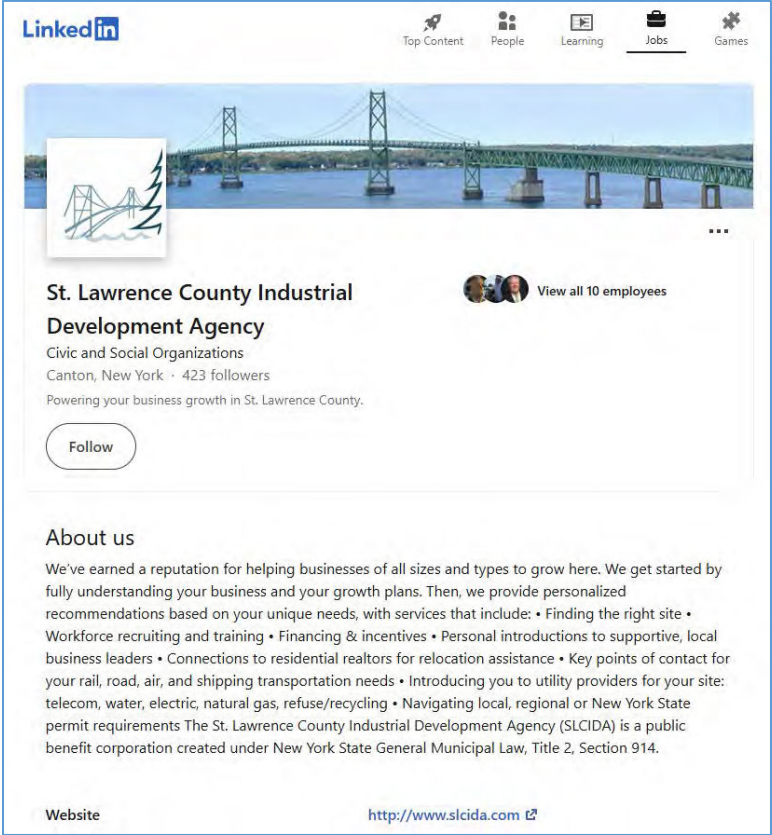 Linked in
Top Content
People
Learning
Jobs
Games
St. Lawrence County Industrial
Development Agency
View all 10 employees
Civic and Social Organizations
Canton, New York · 423 followers
Powering your business growth in St. Lawrence County.
Follow
About us
We've earned a reputation for helping businesses of all sizes and types to grow here. We get started by
fully understanding your business and your growth plans. Then, we provide personalized
recommendations based on your unique needs, with services that include: • Finding the right site •
Workforce recruiting and training • Financing & incentives • Personal introductions to supportive, local
business leaders • Connections to residential realtors for relocation assistance • Key points of contact for
your rail, road, air, and shipping transportation needs • Introducing you to utility providers for your site:
telecom, water, electric, natural gas, refuse/recycling • Navigating local, regional or New York State
permit requirements The St. Lawrence County Industrial Development Agency (SLCIDA) is a public
benefit corporation created under New York State General Municipal Law, Title 2, Section 914.
Website
http://www.slcida.com